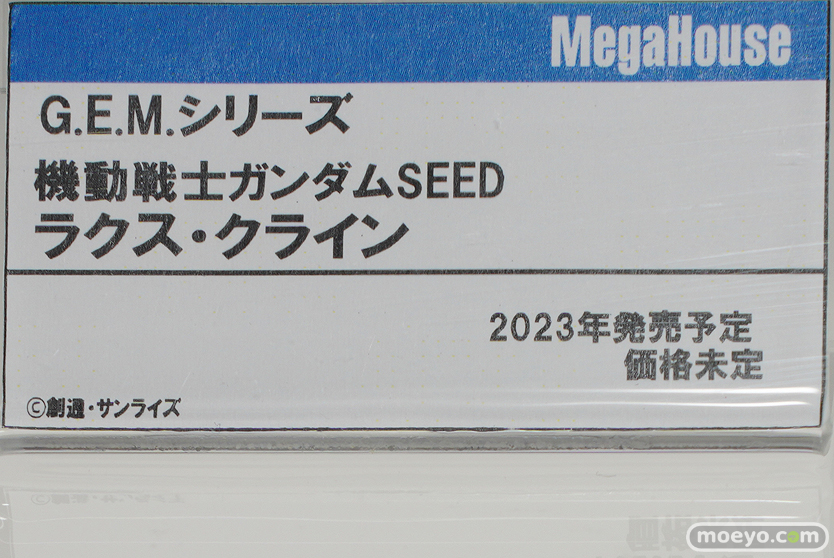 MegaHouse
G.E.M.シリーズ
機動戦士ガンダムSEED
ラクス・クライン
2023年発売予定
価格未定
©創通・サンライズ
moeyo.com